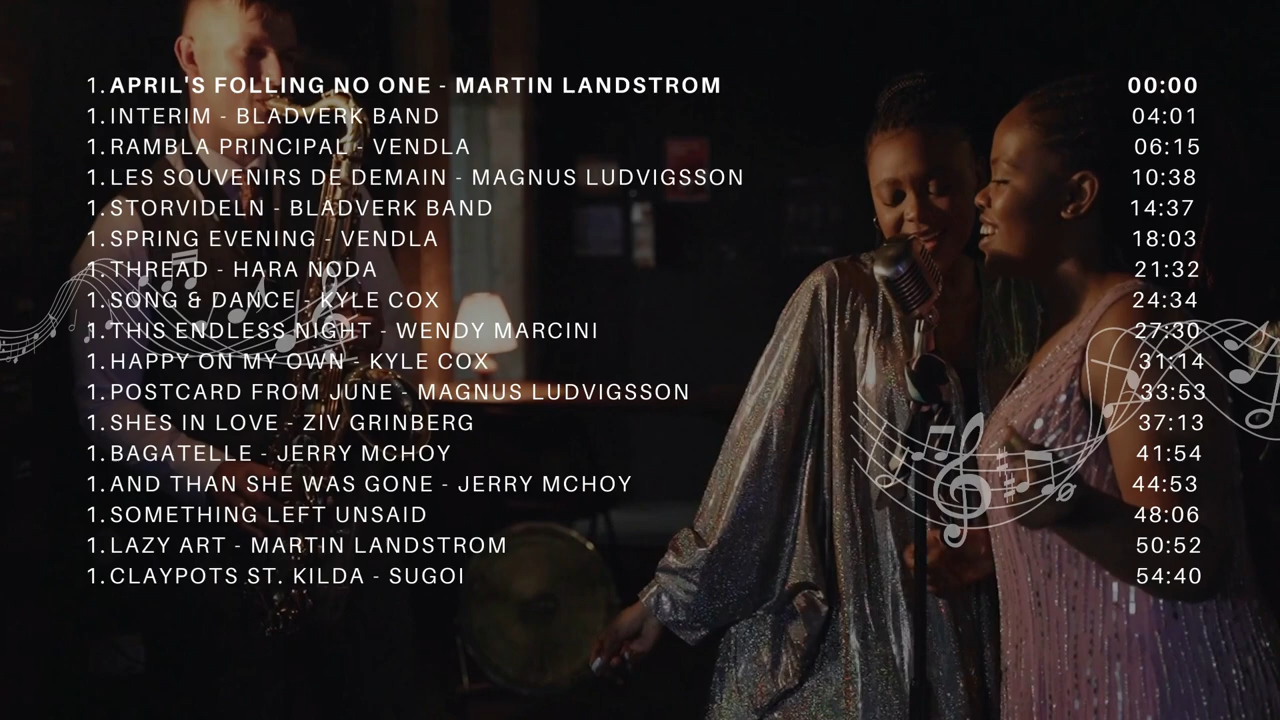 1. APRIL'S FOLLING NO ONE - MARTIN LANDSTROM 00:00
1. INTERIM - BLADVERK BAND 04:01
1. RAMBLA PRINCIPAL - VENDLA 06:15
1. LES SOUVENIRS DE DEMAIN - MAGNUS LUDVIGSSON 10:38
1. STORVIDELN - BLADVERK BAND 14:37
1. SPRING EVENING - VENDLA 18:03
1. THREAD - HARA NODA 21:32
1. SONG & DANCE - KYLE COX 24:34
1. THIS ENDLESS NIGHT - WENDY MARCINI 27:30
1. HAPPY ON MY OWN - KYLE COX 31:14
1. POSTCARD FROM JUNE - MAGNUS LUDVIGSSON 33:53
1. SHES IN LOVE - ZIV GRINBERG 37:13
1. BAGATELLE - JERRY MCHOY 41:54
1. AND THAN SHE WAS GONE - JERRY MCHOY 44:53
1. SOMETHING LEFT UNSAID 48:06
1. LAZY ART - MARTIN LANDSTROM 50:52
1. CLAYPOTS ST. KILDA - SUGOI 54:40